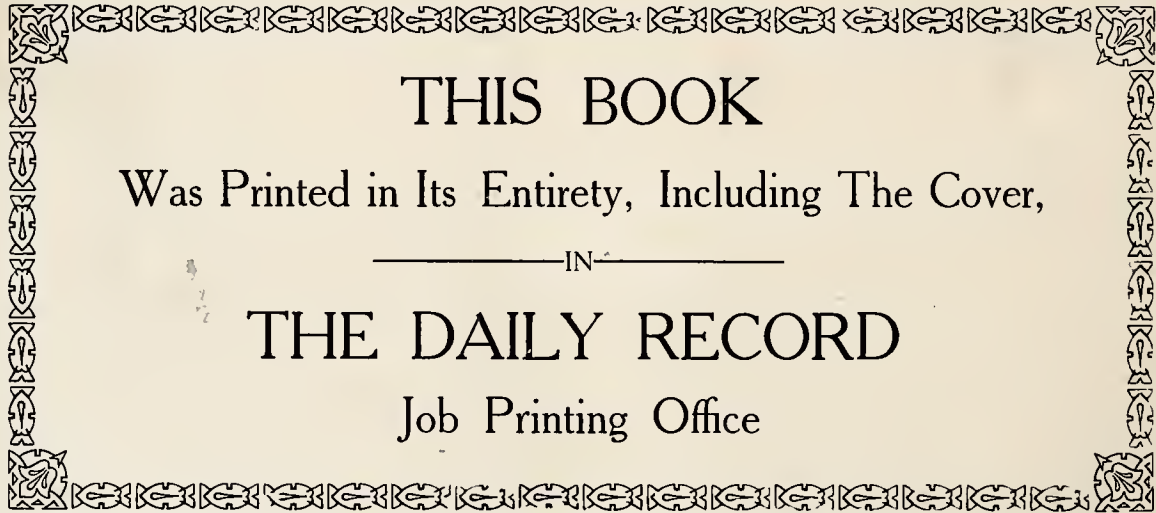 THIS BOOK
Was Printed in Its Entirety, Including The Cover,
IN
THE DAILY RECORD
Job Printing Office